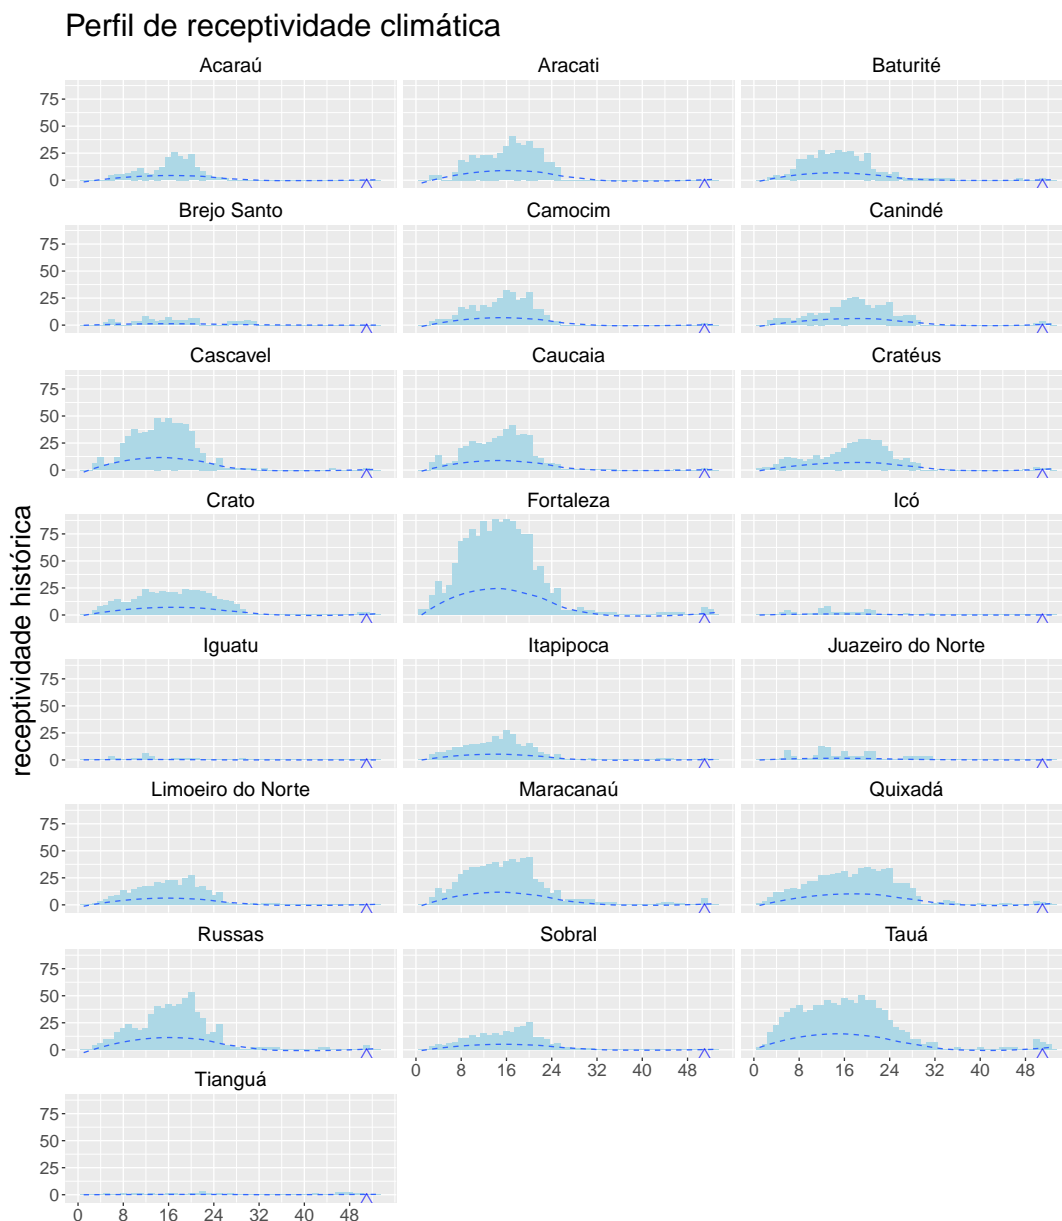 Perfil de receptividade climática
Acaraú Aracati Baturité
75
50
25
0
Brejo Santo Camocim Canindé
75
50
25
0
Cascavel Caucaia Cratéus
75
50
25
0
Crato Fortaleza Icó
75
50
25
0
receptividade histórica
Iguatu Itapipoca Juazeiro do Norte
75
50
25
0
Limoeiro do Norte Maracanaú Quixadá
75
50
25
0
Russas Sobral Tauá
75
50
25
0
0 8 16 24 32 40 48 0 8 16 24 32 40 48
Tianguá
75
50
25
0
0 8 16 24 32 40 48